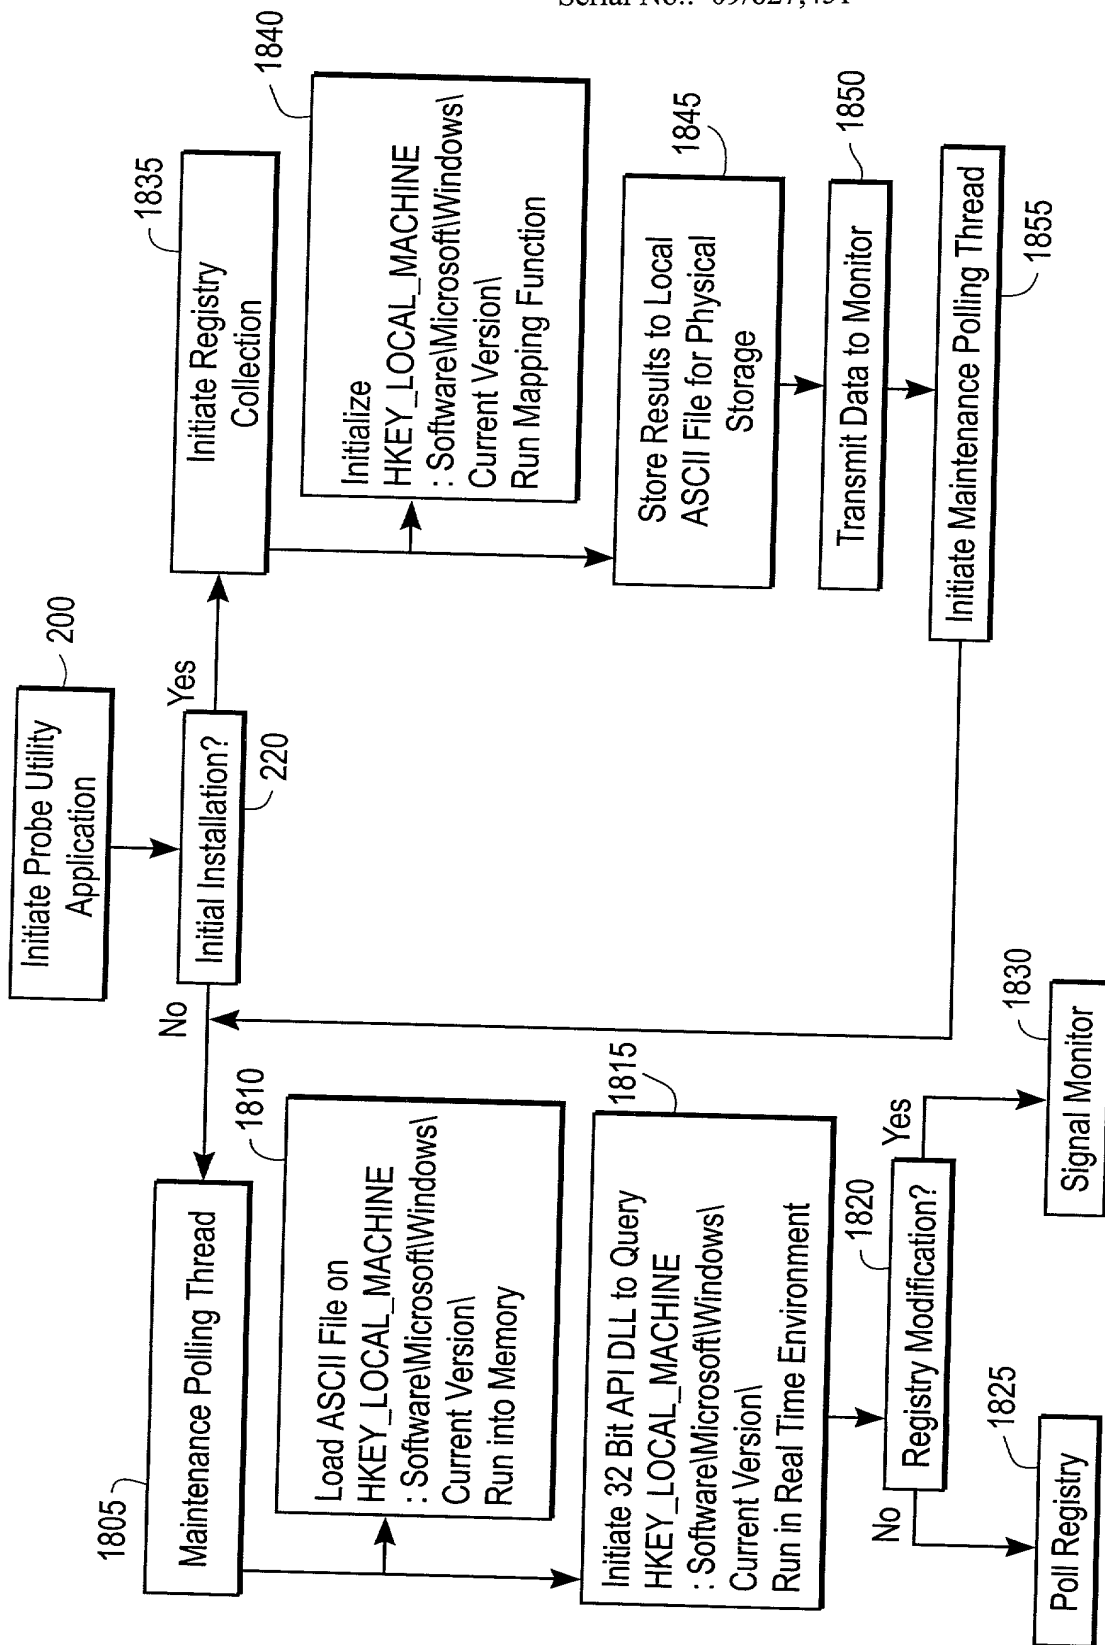 Initiate Probe Utility
Application
200
Initial Installation?
220
No
Yes
Maintenance Polling Thread
1805
Load ASCII File on
HKEY_LOCAL_MACHINE
: Software\Microsoft\Windows\
Current Version\
Run into Memory
1810
Initiate 32 Bit API DLL to Query
HKEY_LOCAL_MACHINE
: Software\Microsoft\Windows\
Current Version\
Run in Real Time Environment
1815
Registry Modification?
1820
No
Yes
Poll Registry
1825
Signal Monitor
1830
Initiate Registry
Collection
1835
Initialize
HKEY_LOCAL_MACHINE
: Software\Microsoft\Windows\
Current Version\
Run Mapping Function
1840
Store Results to Local
ASCII File for Physical
Storage
1845
Transmit Data to Monitor
1850
Initiate Maintenance Polling Thread
1855